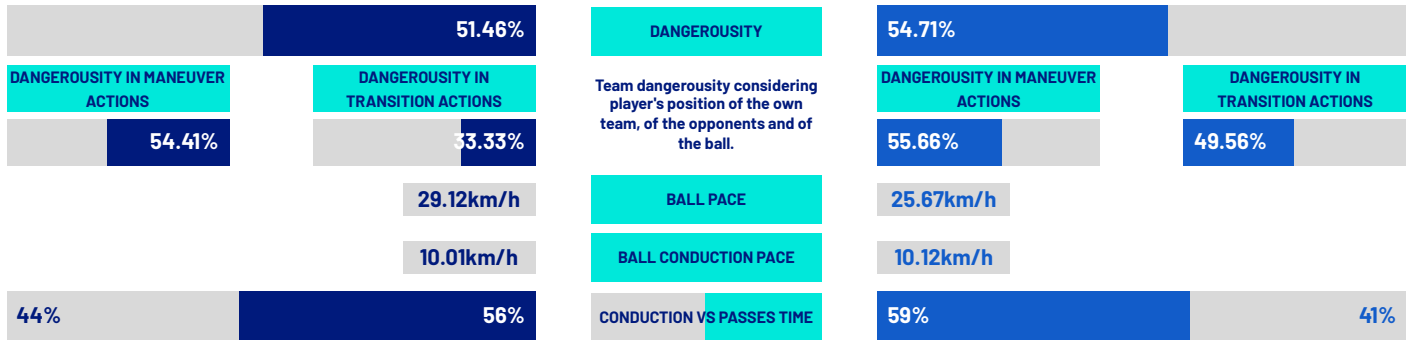 51.46%
DANGEROUSITY
54.71%
DANGEROUSITY IN MANEUVER
ACTIONS
DANGEROUSITY IN
TRANSITION ACTIONS
Team dangerousity considering
player's position of the own
team, of the opponents and of
the ball.
DANGEROUSITY IN MANEUVER
ACTIONS
DANGEROUSITY IN
TRANSITION ACTIONS
54.41%
33.33%
55.66%
49.56%
29.12km/h
BALL PACE
25.67km/h
10.01km/h
BALL CONDUCTION PACE
10.12km/h
44%
56%
CONDUCTION VS PASSES TIME
59%
41%